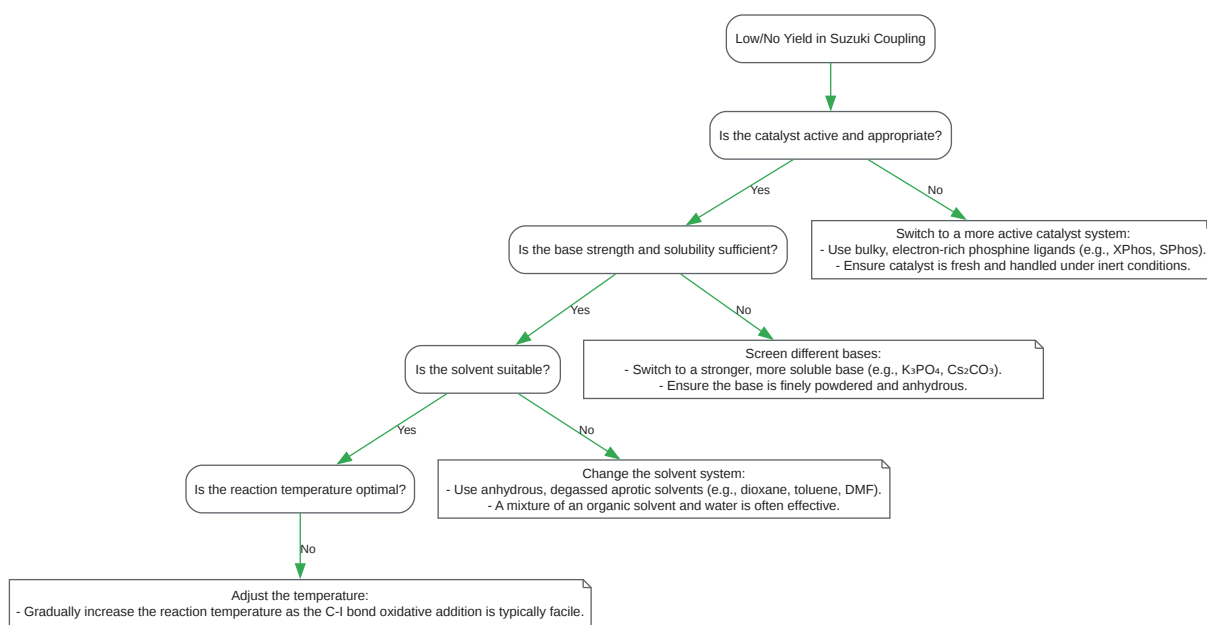 Low/No Yield in Suzuki Coupling
Is the catalyst active and appropriate?
Yes
No
Is the base strength and solubility sufficient?
Switch to a more active catalyst system:
- Use bulky, electron-rich phosphine ligands (e.g., XPhos, SPhos).
- Ensure catalyst is fresh and handled under inert conditions.
Yes
No
Is the solvent suitable?
Screen different bases:
- Switch to a stronger, more soluble base (e.g., K₃PO₄, Cs₂CO₃).
- Ensure the base is finely powdered and anhydrous.
Yes
No
Is the reaction temperature optimal?
Change the solvent system:
- Use anhydrous, degassed aprotic solvents (e.g., dioxane, toluene, DMF).
- A mixture of an organic solvent and water is often effective.
No
Adjust the temperature:
- Gradually increase the reaction temperature as the C-I bond oxidative addition is typically facile.